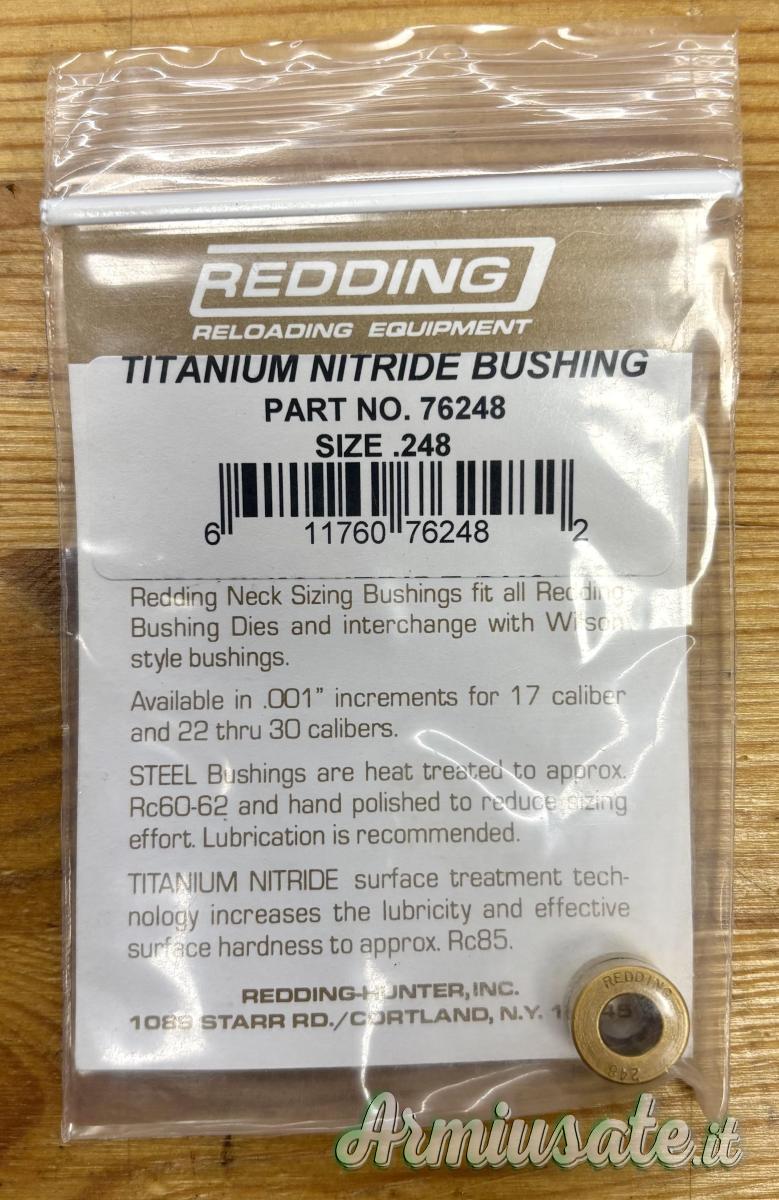 REDDING
RELOADING EQUIPMENT
TITANIUM NITRIDE BUSHING
PART NO. 76248
SIZE .248
6 11760 76248 2
Redding Neck Sizing Bushings fit all Redding
Bushing Dies and interchange with Wilson
style bushings.
Available in .001" increments for 17 caliber
and 22 thru 30 calibers.
STEEL Bushings are heat treated to approx.
Rc60-62 and hand polished to reduce sizing
effort. Lubrication is recommended.
TITANIUM NITRIDE surface treatment tech-
nology increases the lubricity and effective
surface hardness to approx. Rc85.
REDDING-HUNTER, INC.
1089 STARR RD./CORTLAND, N.Y.
REDDING
248
Armiusate.it